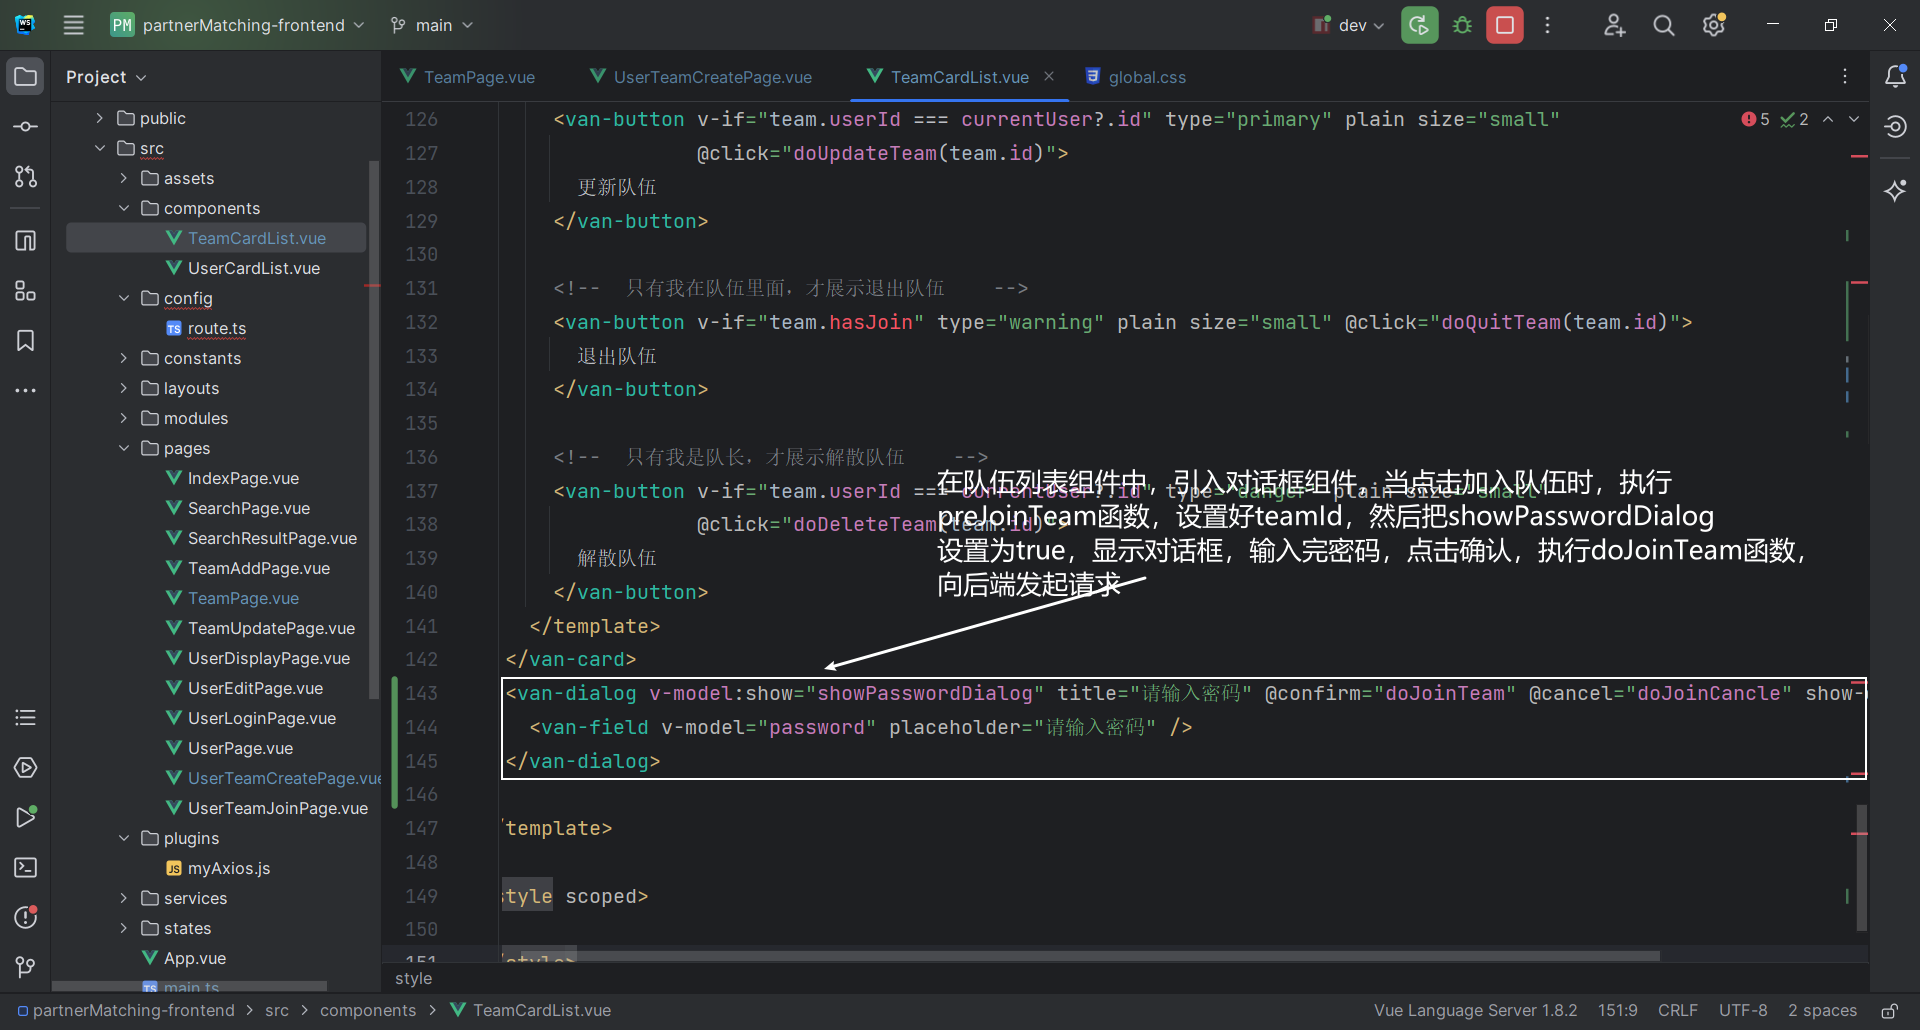 PM partnerMatching-frontend main dev
Project
TeamPage.vue UserTeamCreatePage.vue TeamCardList.vue global.css
public
src
assets
components
TeamCardList.vue
UserCardList.vue
config
route.ts
constants
layouts
modules
pages
IndexPage.vue
SearchPage.vue
SearchResultPage.vue
TeamAddPage.vue
TeamPage.vue
TeamUpdatePage.vue
UserDisplayPage.vue
UserEditPage.vue
UserLoginPage.vue
UserPage.vue
UserTeamCreatePage.vue
UserTeamJoinPage.vue
plugins
myAxios.js
services
states
App.vue
main.ts
5 2
126 <van-button v-if="team.userId === currentUser?.id" type="primary" plain size="small"
127 @click="doUpdateTeam(team.id)">
128 更新队伍
129 </van-button>
130
131 <!-- 只有我在队伍里面，才展示退出队伍 -->
132 <van-button v-if="team.hasJoin" type="warning" plain size="small" @click="doQuitTeam(team.id)">
133 退出队伍
134 </van-button>
135
136 <!-- 只有我是队长，才展示解散队伍 -->
137 <van-button v-if="team.userId === currentUser?.id" type="danger" plain size="small"
138 @click="doDeleteTeam(team.id)">
139 解散队伍
140 </van-button>
141 </template>
142 </van-card>
143 <van-dialog v-model:show="showPasswordDialog" title="请输入密码" @confirm="doJoinTeam" @cancel="doJoinCancle" show-
144 <van-field v-model="password" placeholder="请输入密码" />
145 </van-dialog>
146
147 /template>
148
149 style scoped>
150
151 /style>
在队伍列表组件中，引入对话框组件，当点击加入队伍时，执行
preJoinTeam函数，设置好teamId，然后把showPasswordDialog
设置为true，显示对话框，输入完密码，点击确认，执行doJoinTeam函数，
向后端发起请求
style
partnerMatching-frontend > src > components > TeamCardList.vue
Vue Language Server 1.8.2 151:9 CRLF UTF-8 2 spaces